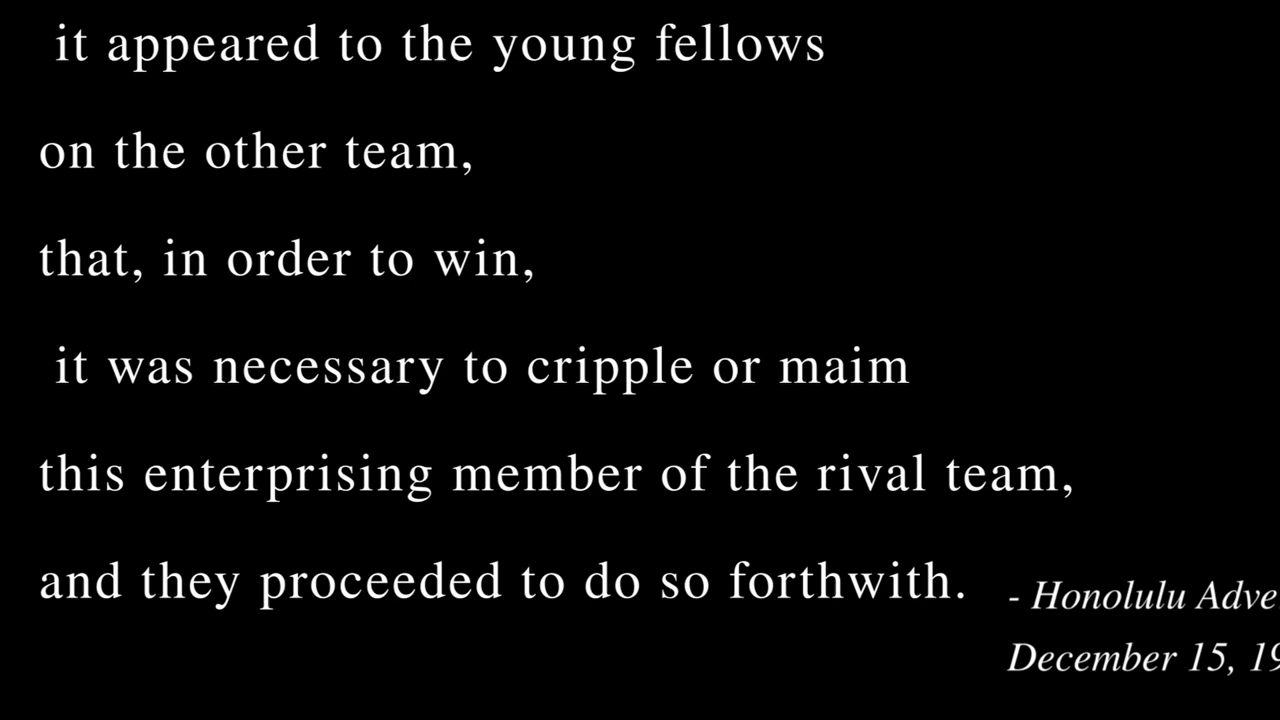 it appeared to the young fellows
on the other team,
that, in order to win,
it was necessary to cripple or maim
this enterprising member of the rival team,
and they proceeded to do so forthwith.
- Honolulu Adve
December 15, 19